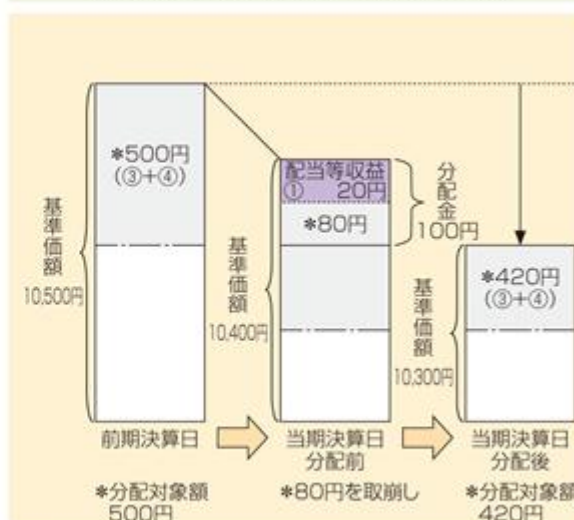 *500円
(③+④)
基準価額
10,500円
前期決算日
*分配対象額
500円
配当等収益
① 20円
*80円
分配金
100円
基準価額
10,400円
当期決算日
分配前
*80円を取崩し
*420円
(③+④)
基準価額
10,300円
当期決算日
分配後
*分配対象額
420円